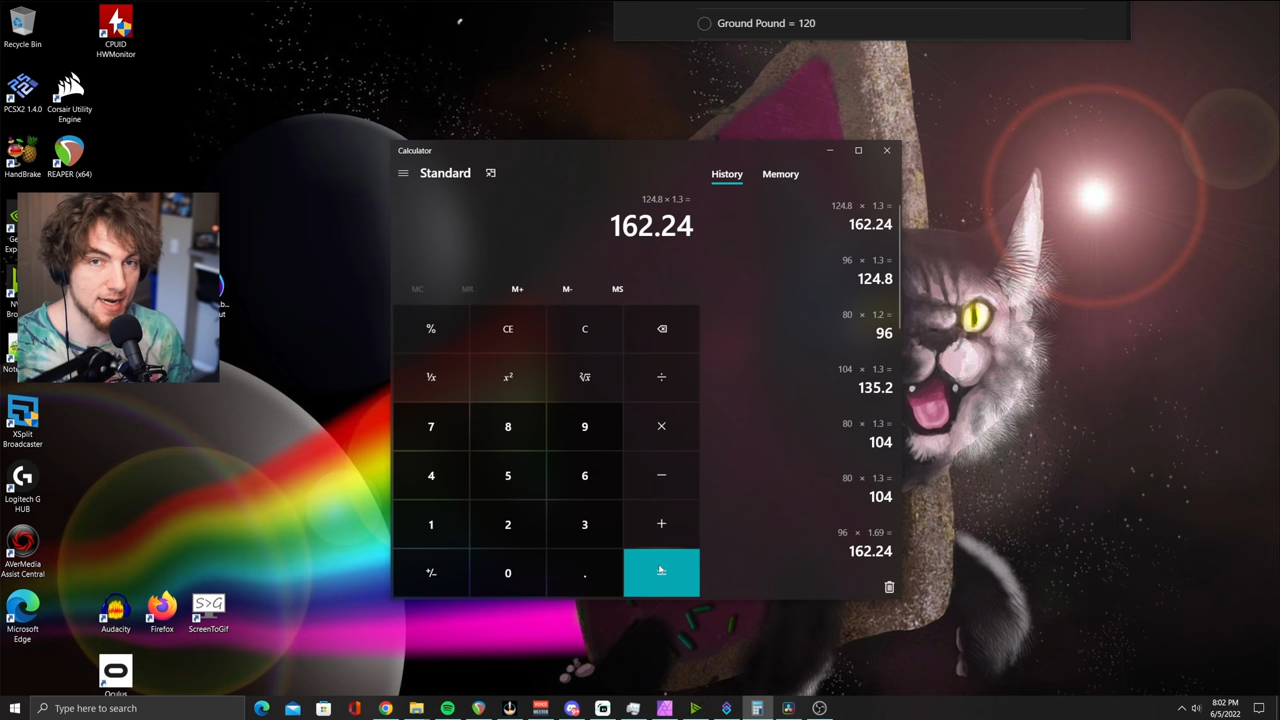 Ground Pound = 120
Recycle Bin
CPUID
HWMonitor
PCSX2 1.4.0
Corsair Utility
Engine
HandBrake
REAPER (x64)
XSplit
Broadcaster
Logitech G
HUB
AVerMedia
Assist Central
Microsoft
Edge
Audacity
Firefox
S>G
ScreenToGif
Oculus
Calculator
Standard
History
Memory
124.8 × 1.3 =
162.24
MC
MR
M+
M-
MS
%
CE
C
⌫
¹/x
x²
²√x
÷
7
8
9
×
4
5
6
−
1
2
3
+
+/-
0
.
=
124.8 × 1.3 =
162.24
96 × 1.3 =
124.8
80 × 1.2 =
96
104 × 1.3 =
135.2
80 × 1.3 =
104
80 × 1.3 =
104
96 × 1.69 =
162.24
Type here to search
8:02 PM
6/5/2022